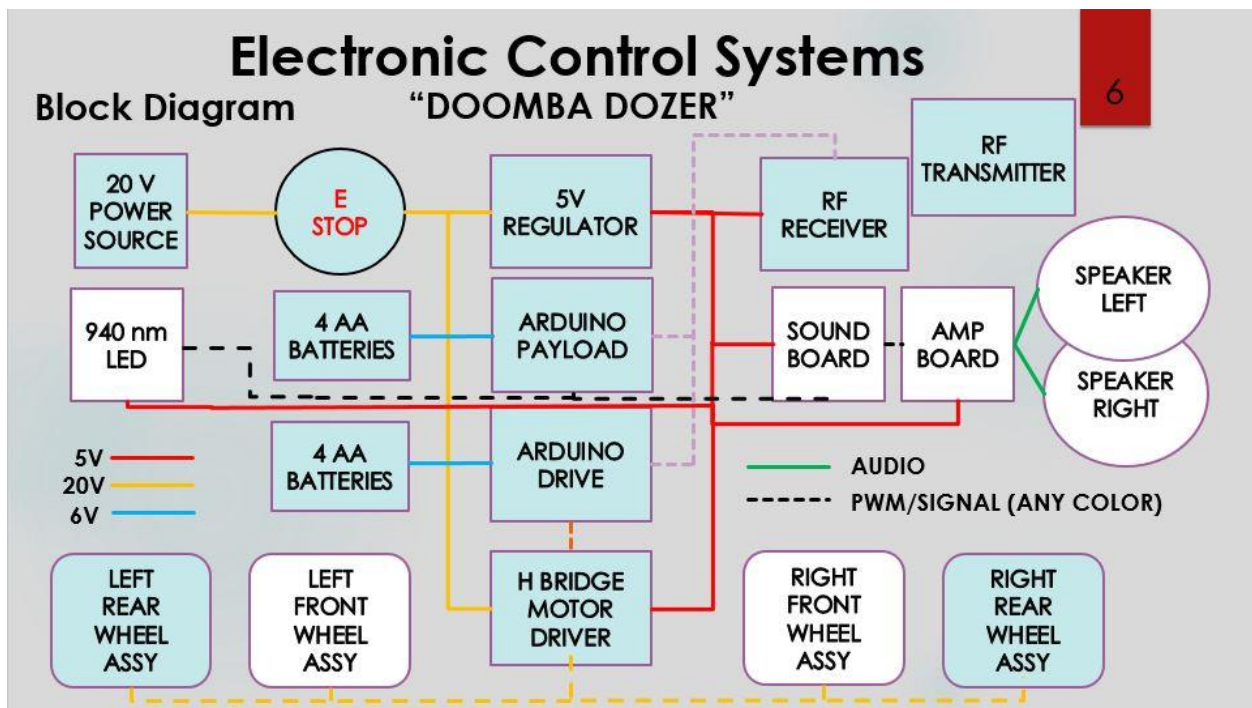 Electronic Control Systems
6
Block Diagram
“DOOMBA DOZER”
20 V
POWER
SOURCE
E
STOP
5V
REGULATOR
RF
RECEIVER
RF
TRANSMITTER
940 nm
LED
4 AA
BATTERIES
ARDUINO
PAYLOAD
SOUND
BOARD
AMP
BOARD
SPEAKER
LEFT
SPEAKER
RIGHT
4 AA
BATTERIES
ARDUINO
DRIVE
5V
20V
6V
AUDIO
PWM/SIGNAL (ANY COLOR)
LEFT
REAR
WHEEL
ASSY
LEFT
FRONT
WHEEL
ASSY
H BRIDGE
MOTOR
DRIVER
RIGHT
FRONT
WHEEL
ASSY
RIGHT
REAR
WHEEL
ASSY